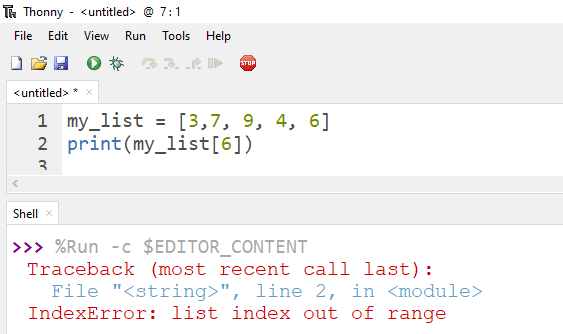 Thonny - <untitled> @ 7:1
File Edit View Run Tools Help
STOP
<untitled> * ×
1 my_list = [3,7, 9, 4, 6]
2 print(my_list[6])
3
Shell ×
>>> %Run -c $EDITOR_CONTENT
Traceback (most recent call last):
File "<string>", line 2, in <module>
IndexError: list index out of range